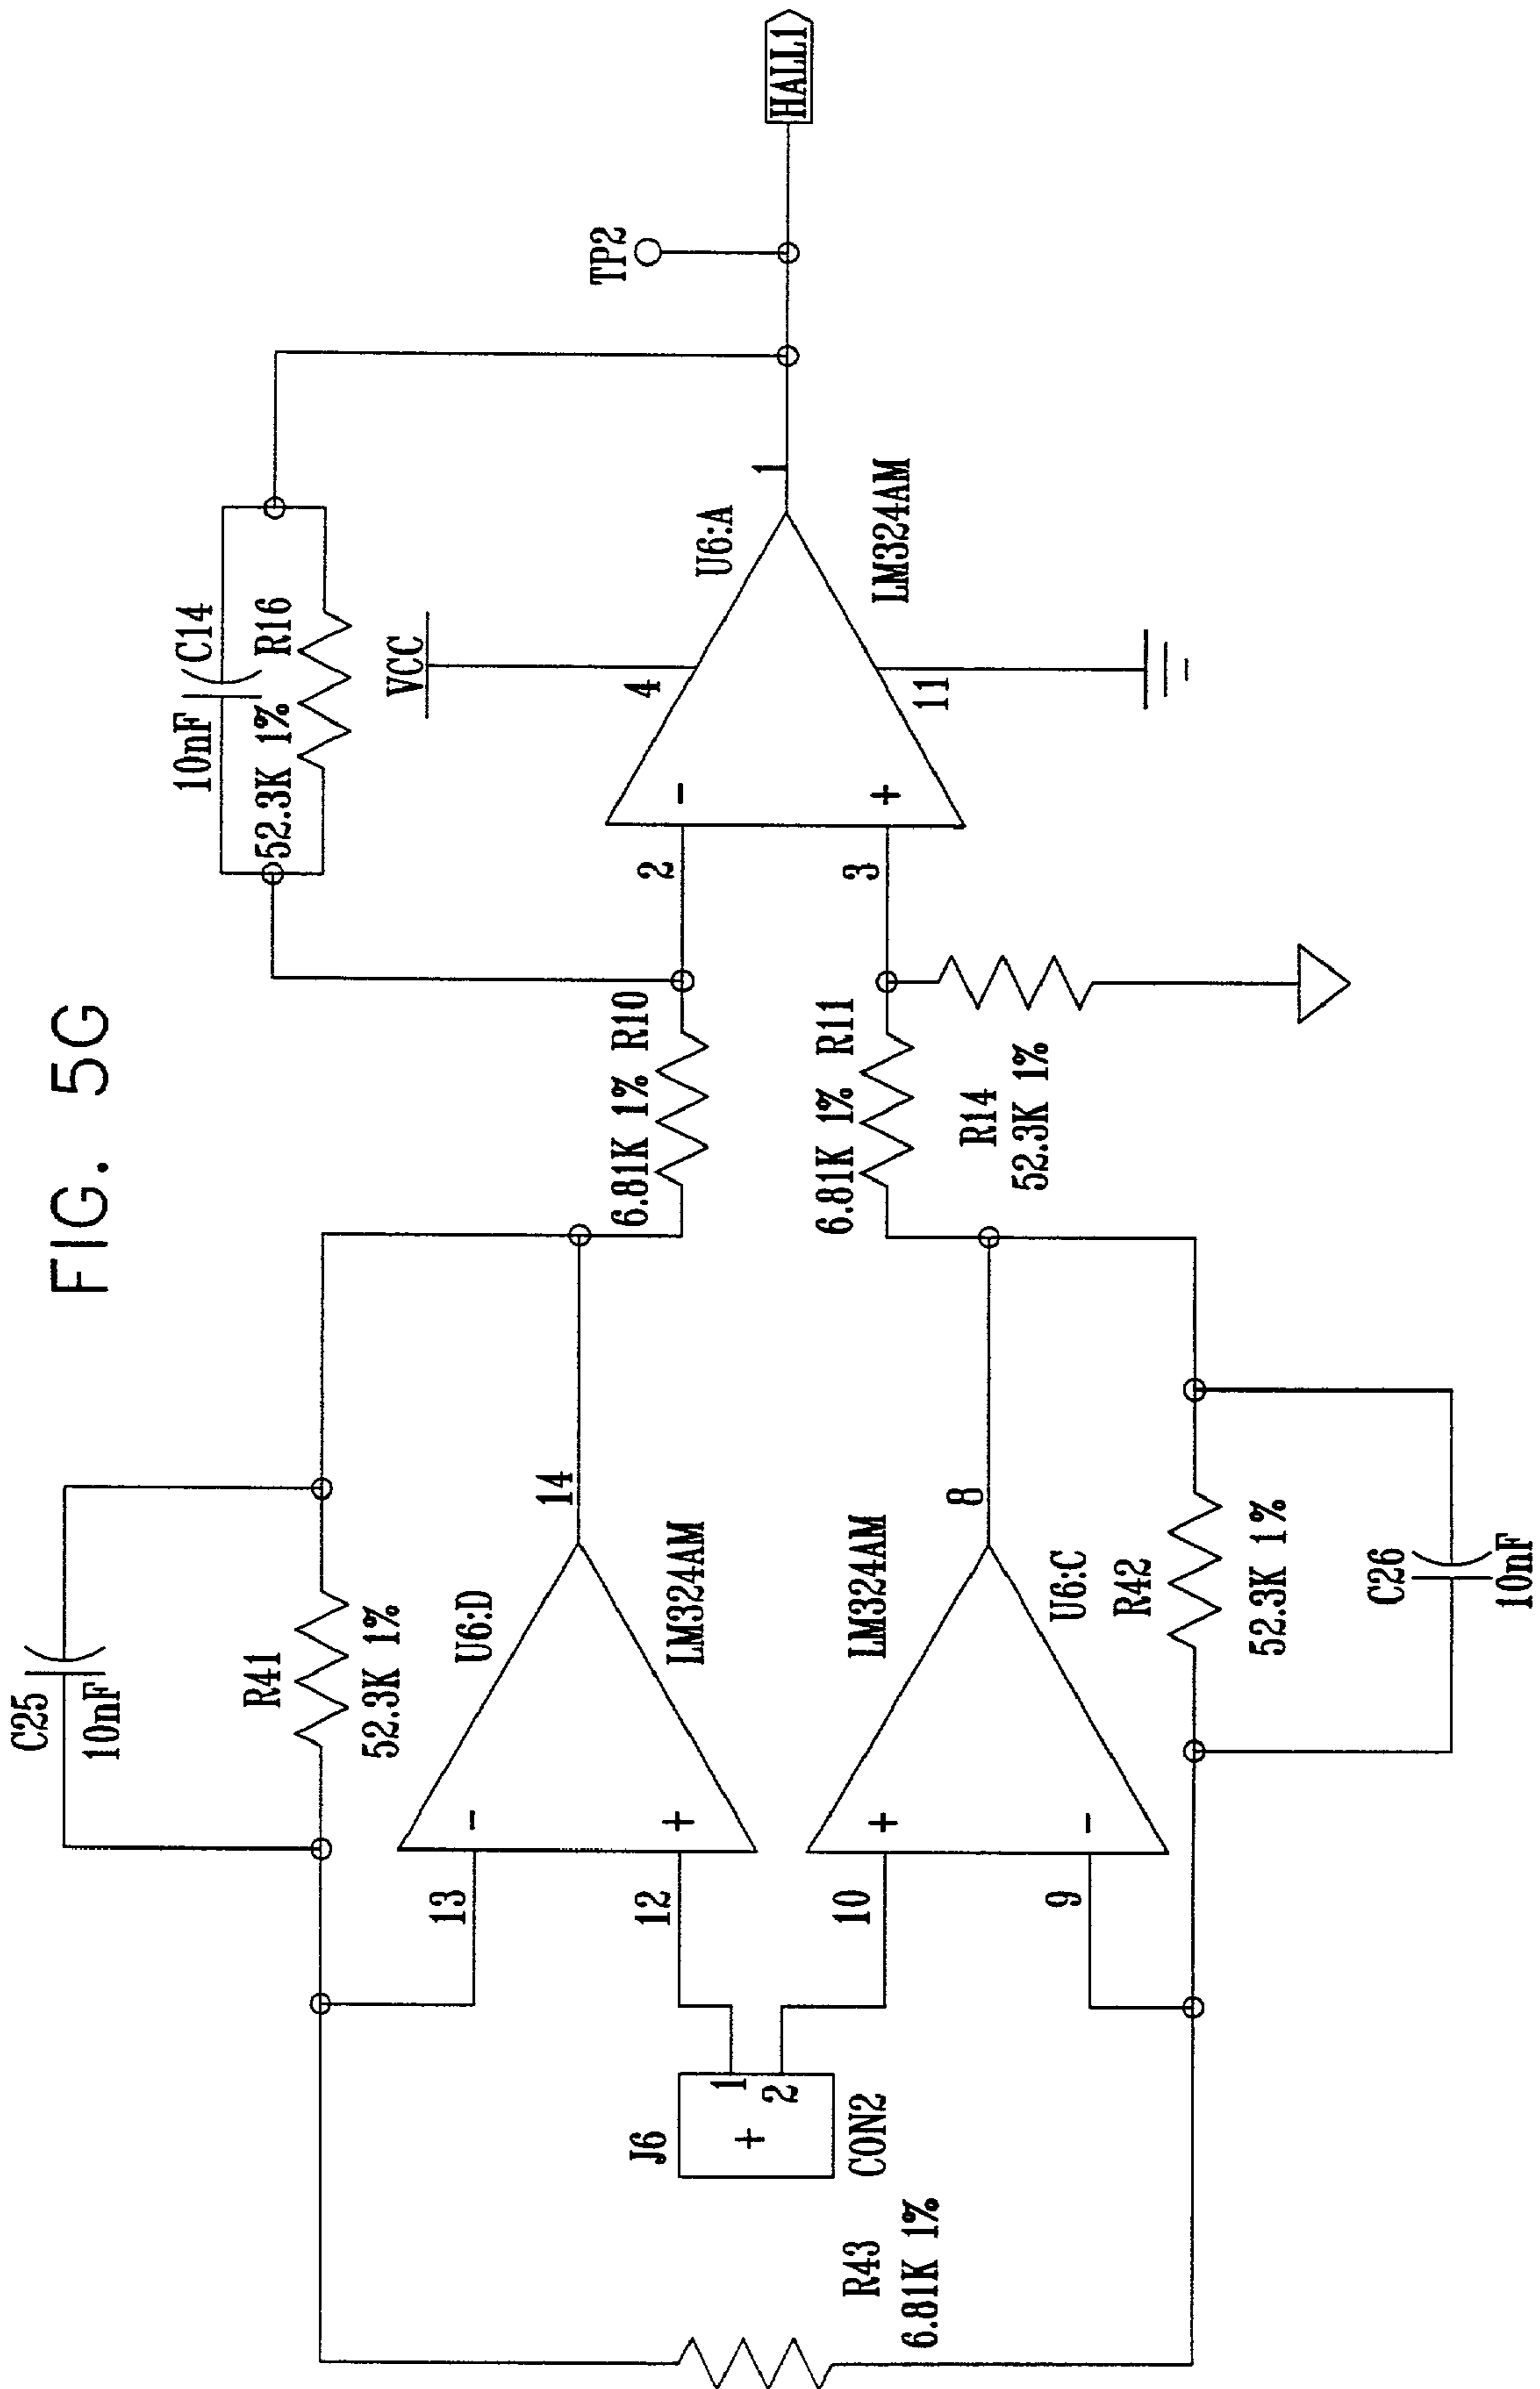 FIG. 5G
C25
10nF
R41
52.3K 1%
U6:D
LM324AM
13
12
14
-
+
J6
+
1
2
CON2
R43
6.81K 1%
10
9
8
+
-
LM324AM
U6:C
R42
52.3K 1%
C26
10nF
6.81K 1% R10
6.81K 1% R11
R14
52.3K 1%
10nF C14
52.3K 1% R16
VCC
4
2
3
-
+
11
1
U6:A
LM324AM
TP2
HALL1